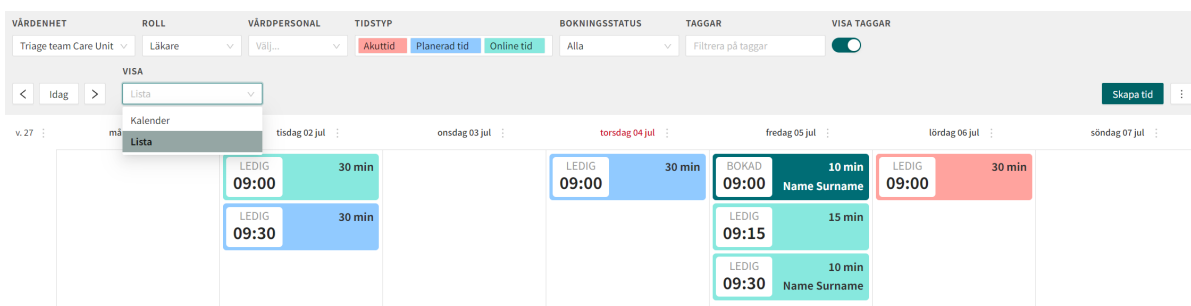 VÅRDENHET ROLL VÅRDPERSONAL TIDSTYP BOKNINGSSTATUS TAGGAR VISA TAGGAR
Triage team Care Unit Läkare Välj... Akuttid Planerad tid Online tid Alla Filtrera på taggar
VISA
Idag Lista Skapa tid
Kalender
Lista
v. 27 må tisdag 02 jul onsdag 03 jul torsdag 04 jul fredag 05 jul lördag 06 jul söndag 07 jul
LEDIG 30 min LEDIG 30 min BOKAD 10 min LEDIG 30 min
09:00 09:00 09:00 Name Surname 09:00
LEDIG 30 min LEDIG 15 min
09:30 09:15
LEDIG 10 min
09:30 Name Surname